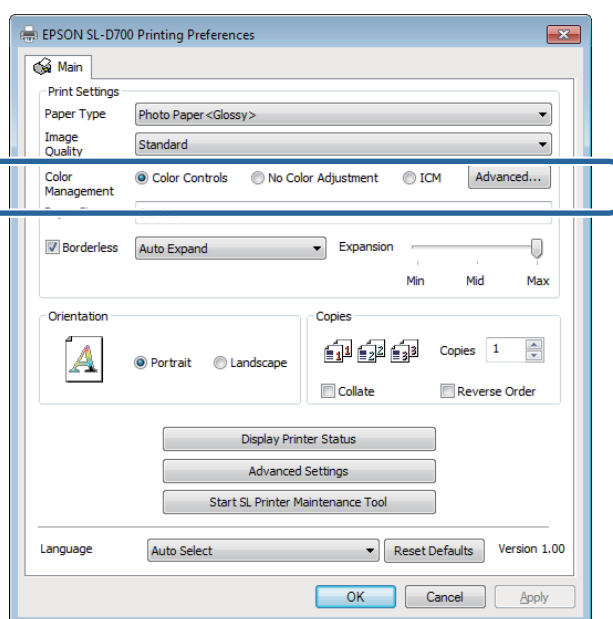 EPSON SL-D700 Printing Preferences
Main
Print Settings
Paper Type Photo Paper<Glossy>
Image Quality Standard
Color Management Color Controls No Color Adjustment ICM Advanced...
Borderless Auto Expand Expansion
Min Mid Max
Orientation
Portrait Landscape
Copies
Copies 1
Collate Reverse Order
Display Printer Status
Advanced Settings
Start SL Printer Maintenance Tool
Language Auto Select Reset Defaults Version 1.00
OK Cancel Apply